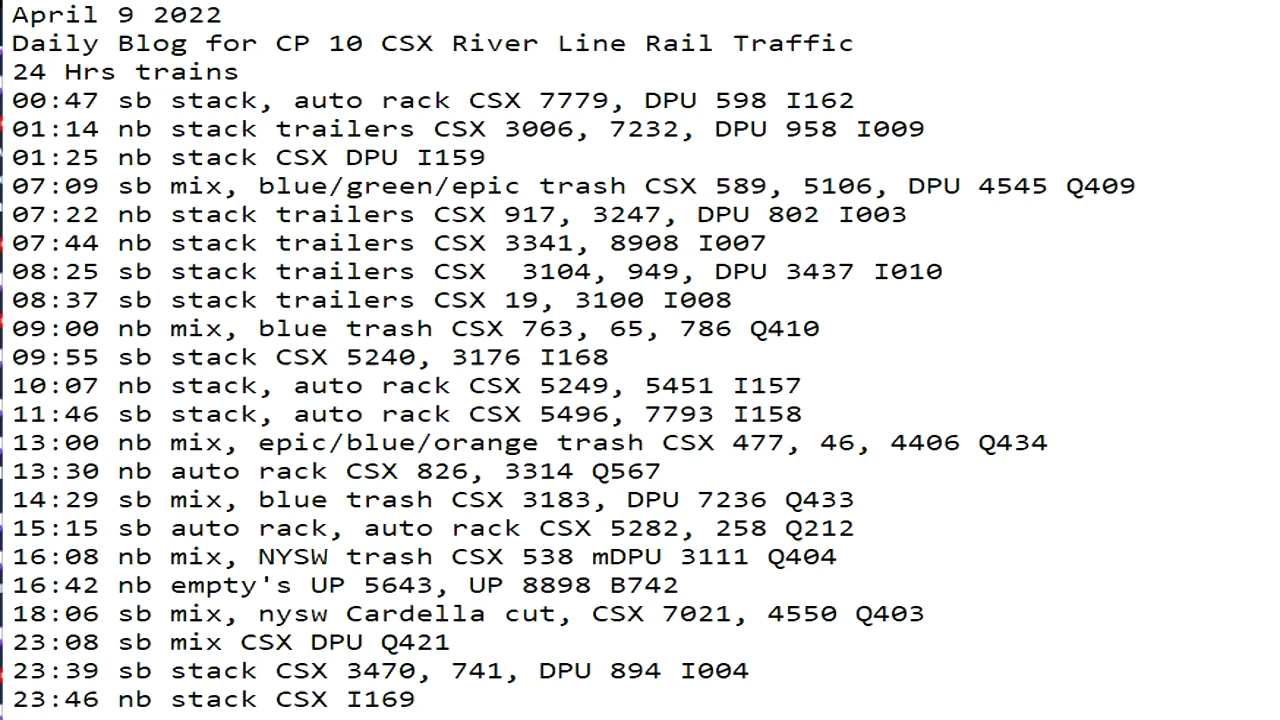 April 9 2022
Daily Blog for CP 10 CSX River Line Rail Traffic
24 Hrs trains
00:47 sb stack, auto rack CSX 7779, DPU 598 I162
01:14 nb stack trailers CSX 3006, 7232, DPU 958 I009
01:25 nb stack CSX DPU I159
07:09 sb mix, blue/green/epic trash CSX 589, 5106, DPU 4545 Q409
07:22 nb stack trailers CSX 917, 3247, DPU 802 I003
07:44 nb stack trailers CSX 3341, 8908 I007
08:25 sb stack trailers CSX  3104, 949, DPU 3437 I010
08:37 sb stack trailers CSX 19, 3100 I008
09:00 nb mix, blue trash CSX 763, 65, 786 Q410
09:55 sb stack CSX 5240, 3176 I168
10:07 nb stack, auto rack CSX 5249, 5451 I157
11:46 sb stack, auto rack CSX 5496, 7793 I158
13:00 nb mix, epic/blue/orange trash CSX 477, 46, 4406 Q434
13:30 nb auto rack CSX 826, 3314 Q567
14:29 sb mix, blue trash CSX 3183, DPU 7236 Q433
15:15 sb auto rack, auto rack CSX 5282, 258 Q212
16:08 nb mix, NYSW trash CSX 538 mDPU 3111 Q404
16:42 nb empty's UP 5643, UP 8898 B742
18:06 sb mix, nysw Cardella cut, CSX 7021, 4550 Q403
23:08 sb mix CSX DPU Q421
23:39 sb stack CSX 3470, 741, DPU 894 I004
23:46 nb stack CSX I169